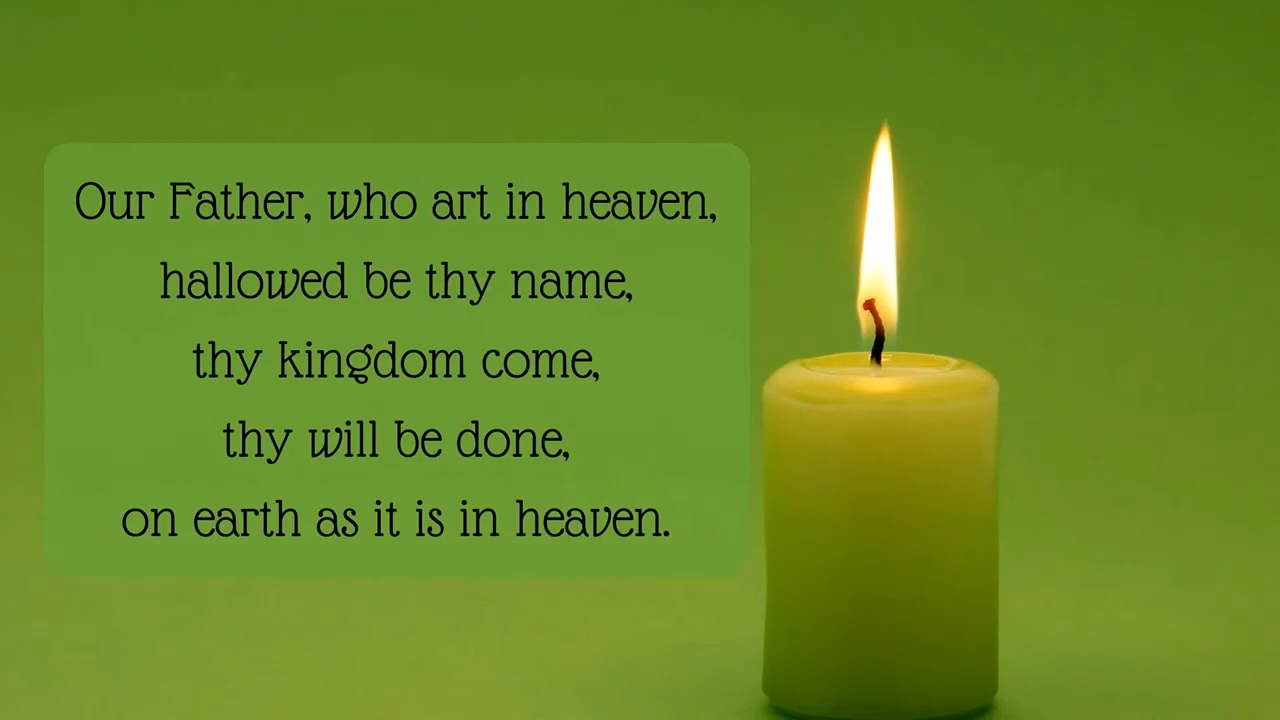 Our Father, who art in heaven,
hallowed be thy name,
thy kingdom come,
thy will be done,
on earth as it is in heaven.